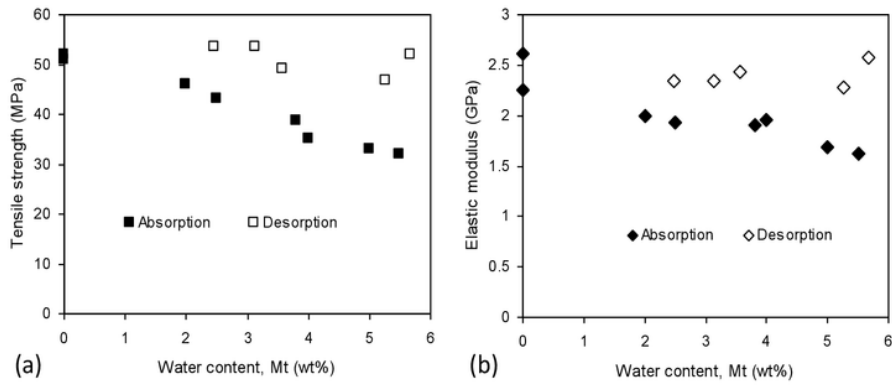 60
50
40
30
20
10
0
Tensile strength (MPa)
■ Absorption □ Desorption
0 1 2 3 4 5 6
Water content, Mt (wt%)
(a)
3
2.5
2
1.5
1
0.5
0
Elastic modulus (GPa)
◆ Absorption ◇ Desorption
0 1 2 3 4 5 6
Water content, Mt (wt%)
(b)